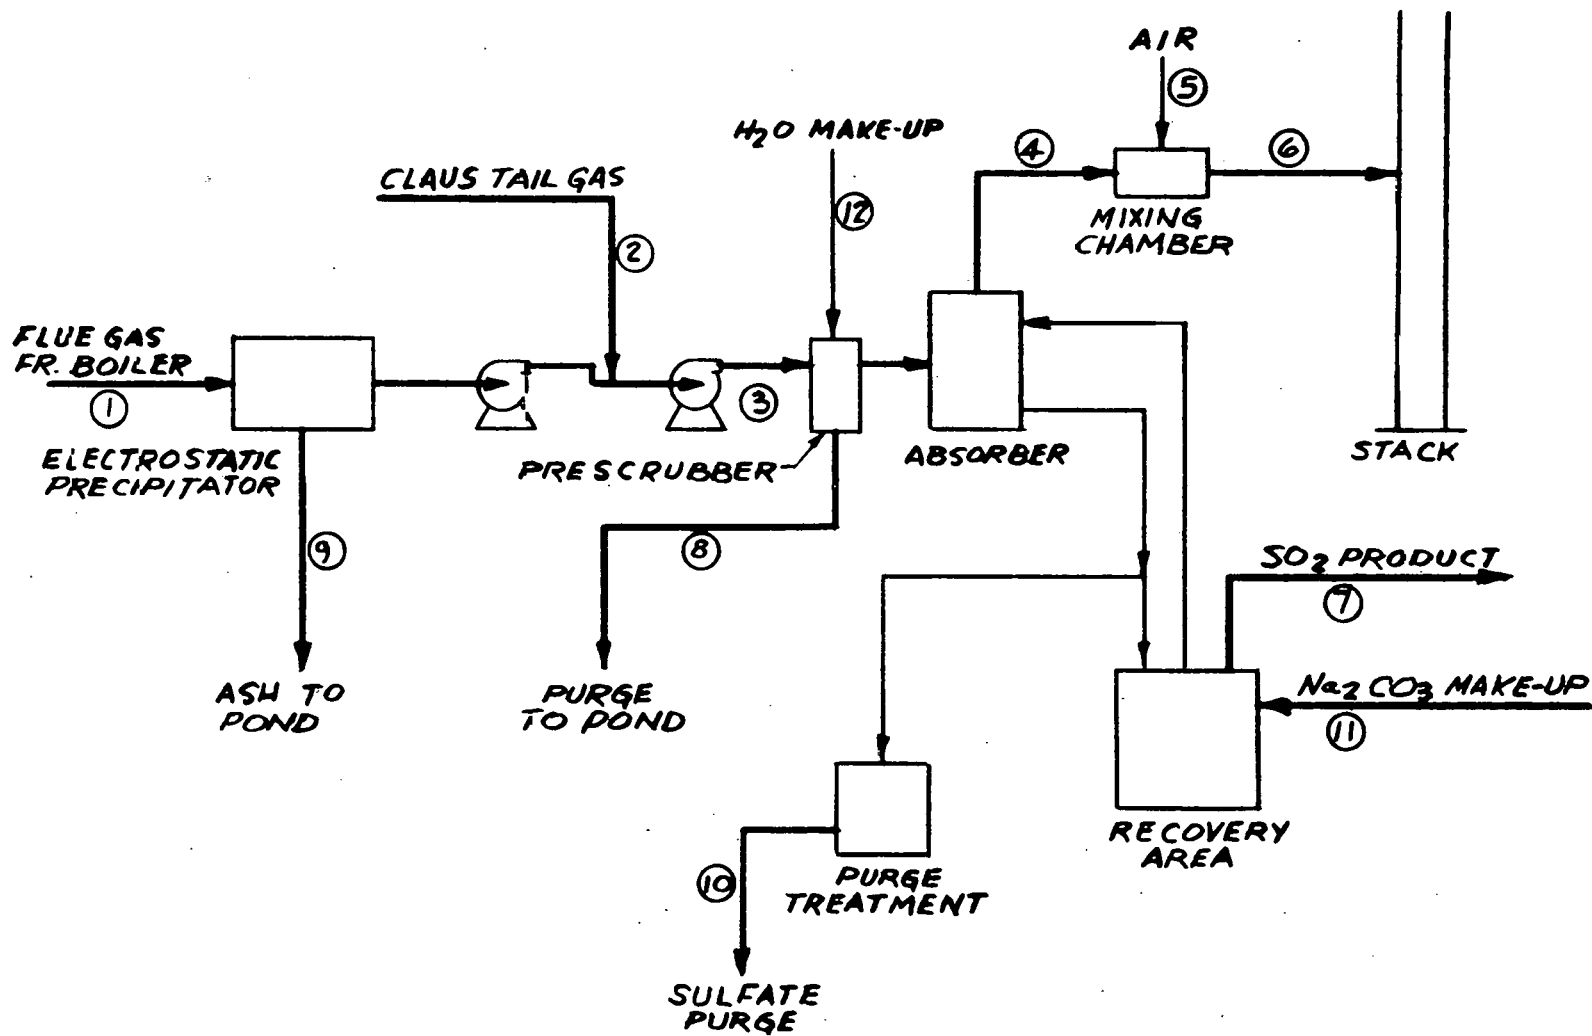 AIR
5
H2O MAKE-UP
4
6
CLAUS TAIL GAS
12
MIXING
CHAMBER
2
FLUE GAS
FR. BOILER
1
3
ELECTROSTATIC
PRECIPITATOR
PRESCRUBBER
ABSORBER
STACK
9
8
SO2 PRODUCT
7
ASH TO
POND
PURGE
TO POND
Na2 CO3 MAKE-UP
11
RECOVERY
AREA
10
PURGE
TREATMENT
SULFATE
PURGE